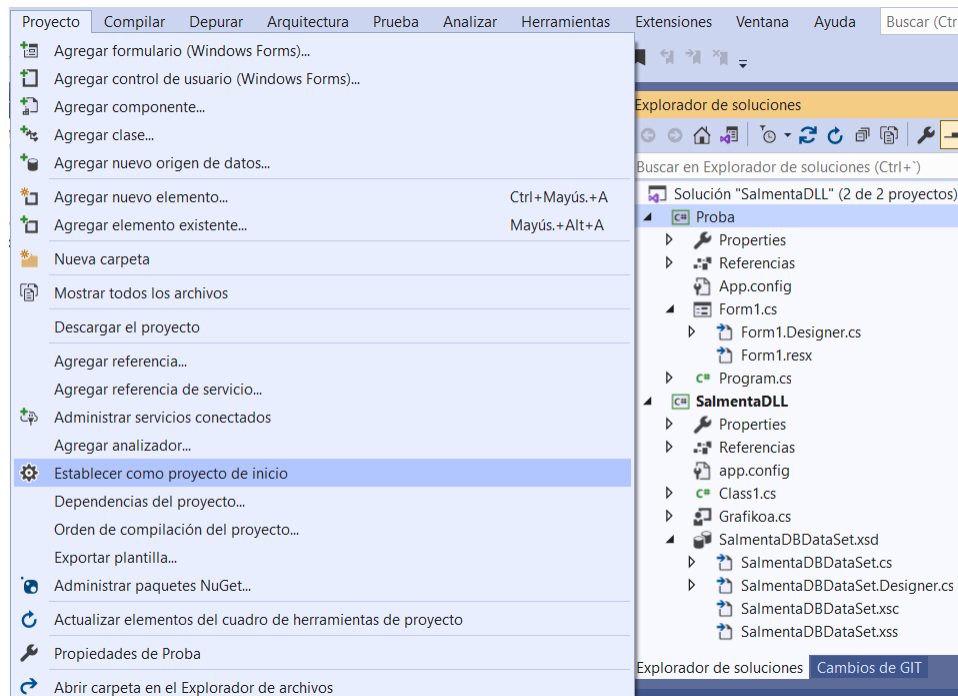 Proyecto Compilar Depurar Arquitectura Prueba Analizar Herramientas Extensiones Ventana Ayuda Buscar (Ctr
Agregar formulario (Windows Forms)...
Agregar control de usuario (Windows Forms)...
Agregar componente...
Agregar clase...
Agregar nuevo origen de datos...
Agregar nuevo elemento... Ctrl+Mayús.+A
Agregar elemento existente... Mayús.+Alt+A
Nueva carpeta
Mostrar todos los archivos
Descargar el proyecto
Agregar referencia...
Agregar referencia de servicio...
Administrar servicios conectados
Agregar analizador...
Establecer como proyecto de inicio
Dependencias del proyecto...
Orden de compilación del proyecto...
Exportar plantilla...
Administrar paquetes NuGet...
Actualizar elementos del cuadro de herramientas de proyecto
Propiedades de Proba
Abrir carpeta en el Explorador de archivos
Explorador de soluciones
Buscar en Explorador de soluciones (Ctrl+`)
Solución "SalmentaDLL" (2 de 2 proyectos)
C# Proba
Properties
Referencias
App.config
Form1.cs
Form1.Designer.cs
Form1.resx
C# Program.cs
C# SalmentaDLL
Properties
Referencias
app.config
C# Class1.cs
Grafikoa.cs
SalmentaDBDataSet.xsd
SalmentaDBDataSet.cs
SalmentaDBDataSet.Designer.cs
SalmentaDBDataSet.xsc
SalmentaDBDataSet.xss
Explorador de soluciones Cambios de GIT